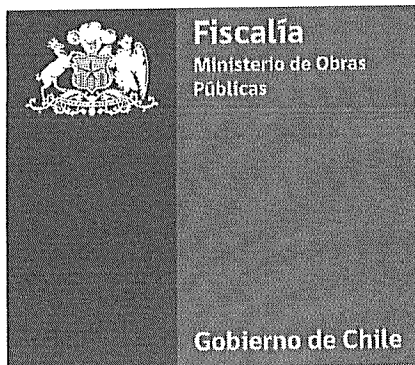 Fiscalía
Ministerio de Obras
Públicas
Gobierno de Chile